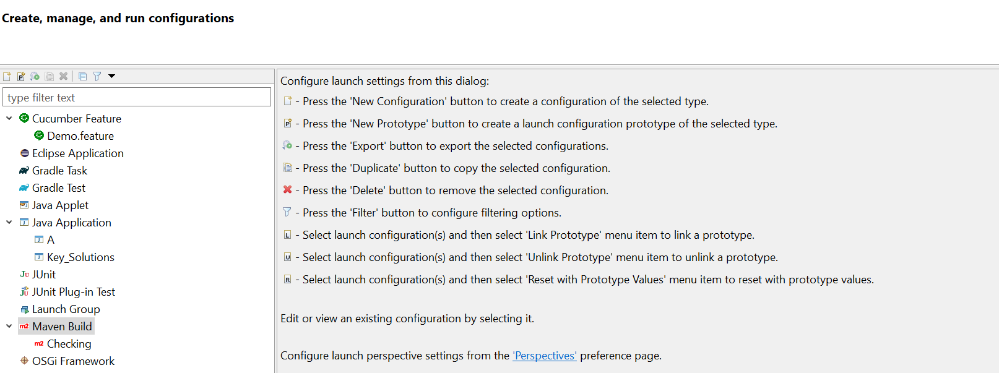 Create, manage, and run configurations
type filter text
Cucumber Feature
Demo.feature
Eclipse Application
Gradle Task
Gradle Test
Java Applet
Java Application
A
Key_Solutions
JUnit
JUnit Plug-in Test
Launch Group
m2 Maven Build
m2 Checking
OSGi Framework
Configure launch settings from this dialog:
- Press the 'New Configuration' button to create a configuration of the selected type.
P - Press the 'New Prototype' button to create a launch configuration prototype of the selected type.
- Press the 'Export' button to export the selected configurations.
- Press the 'Duplicate' button to copy the selected configuration.
- Press the 'Delete' button to remove the selected configuration.
- Press the 'Filter' button to configure filtering options.
L - Select launch configuration(s) and then select 'Link Prototype' menu item to link a prototype.
U - Select launch configuration(s) and then select 'Unlink Prototype' menu item to unlink a prototype.
R - Select launch configuration(s) and then select 'Reset with Prototype Values' menu item to reset with prototype values.
Edit or view an existing configuration by selecting it.
Configure launch perspective settings from the 'Perspectives' preference page.